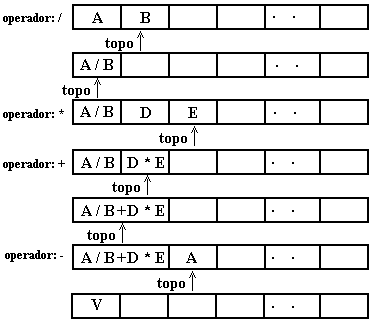 operador: / A B . .
topo
A / B . .
topo
operador: * A / B D E . .
topo
operador: + A / B D * E . .
topo
A / B+D * E . .
topo
operador: - A / B+D * E A . .
topo
V . .